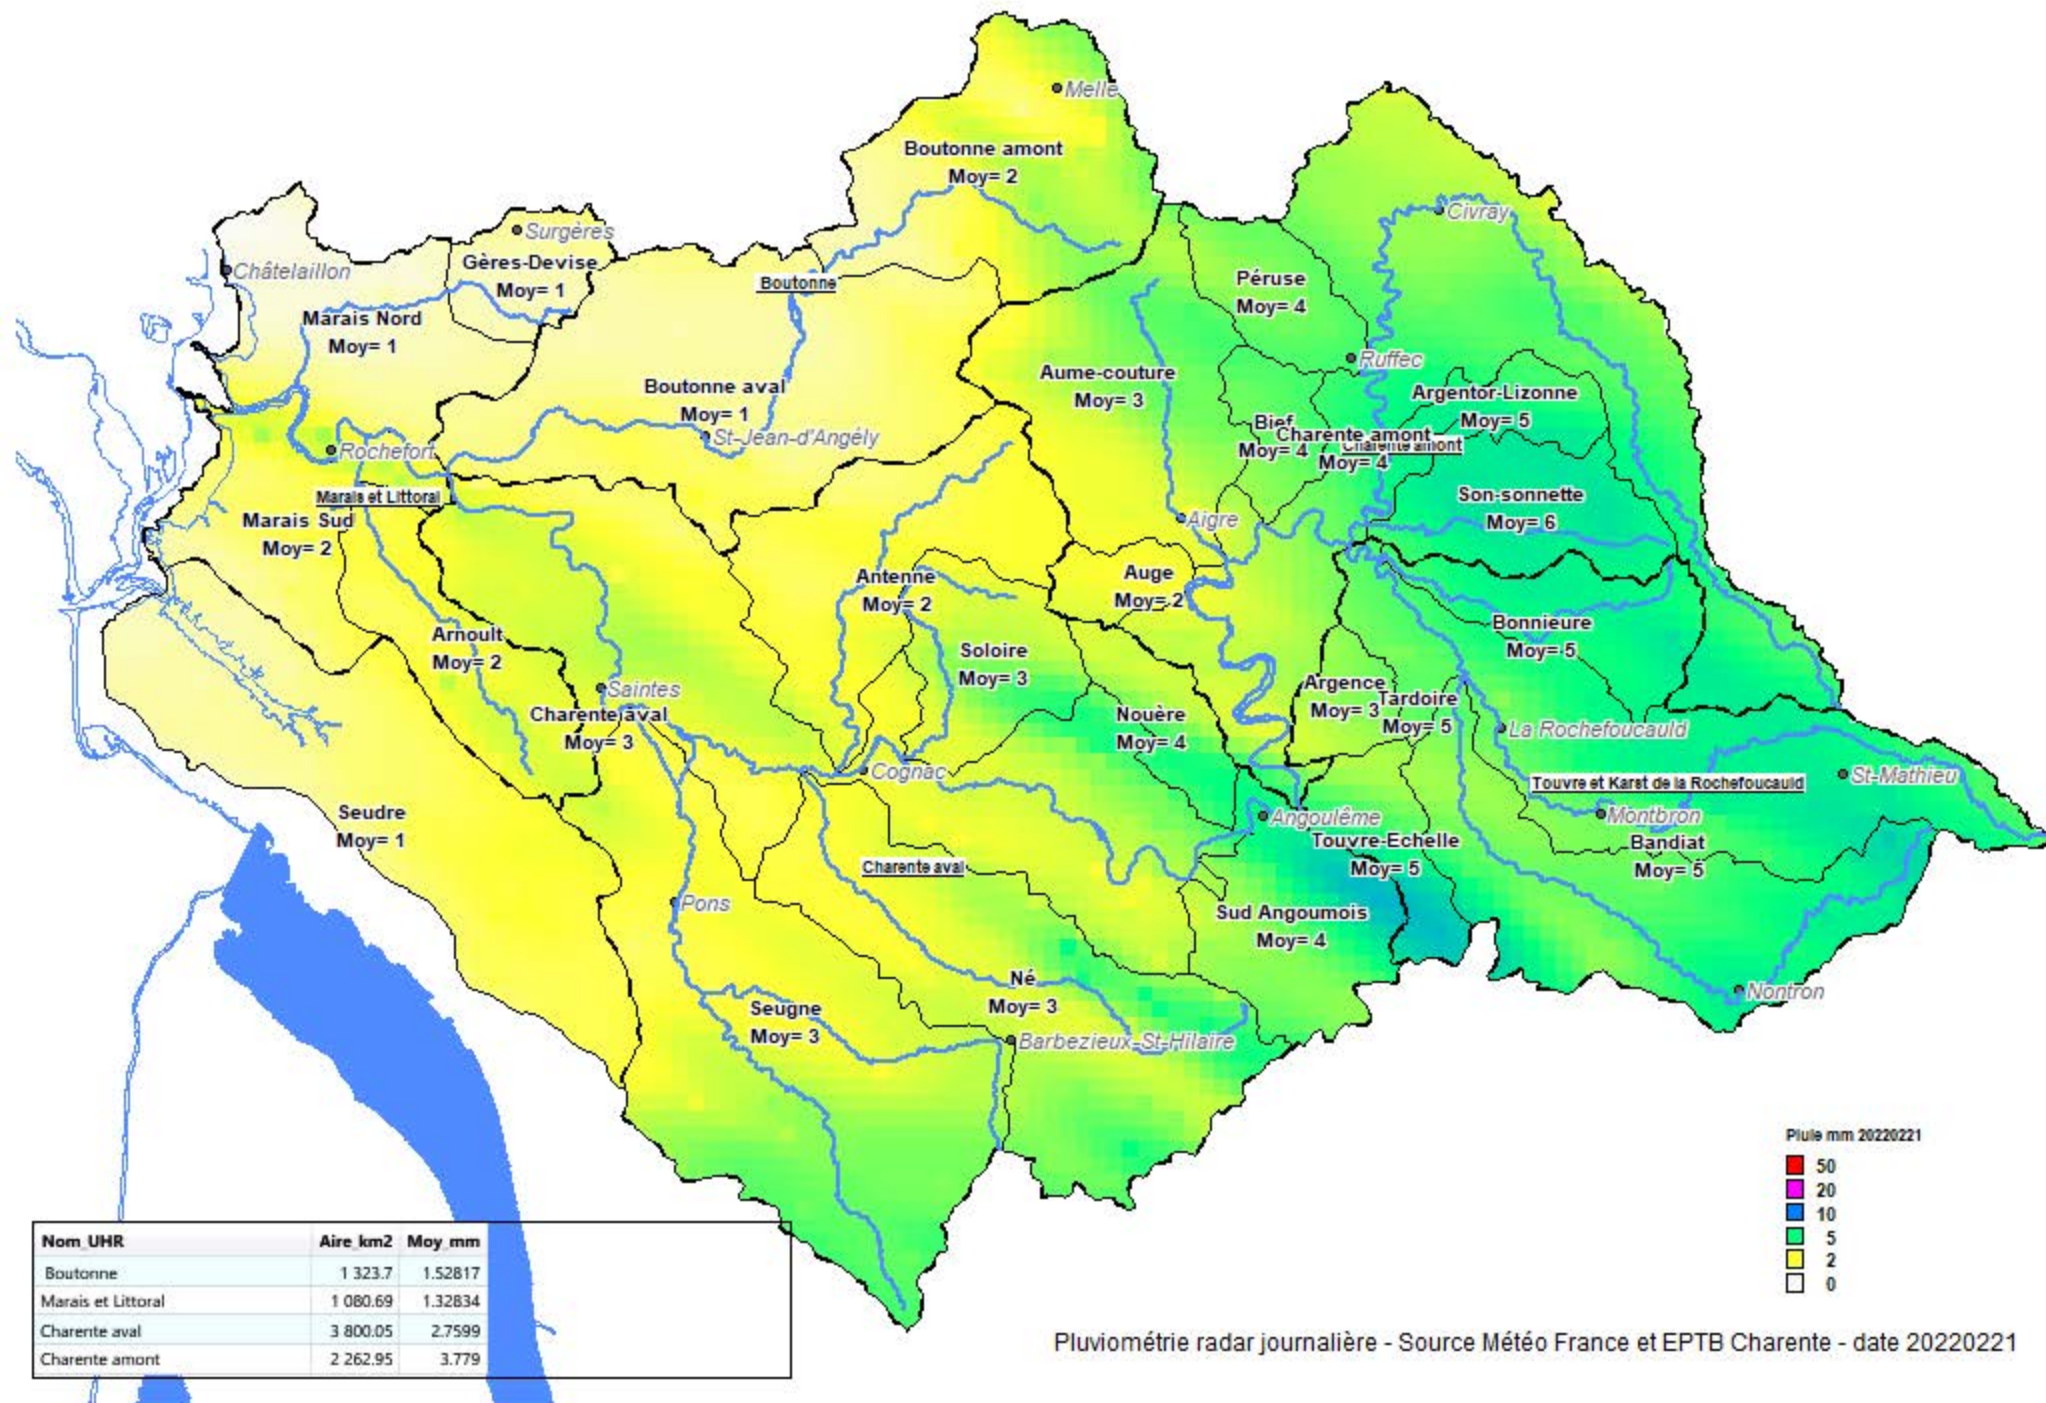 Melle
Boutonne amont
Moy= 2
Civray
Surgères
Châtelaillon
Gères-Devise
Moy= 1
Boutonne
Péruse
Moy= 4
Marais Nord
Moy= 1
Ruffec
Aume-couture
Moy= 3
Boutonne aval
Moy= 1
Argentor-Lizonne
Moy= 5
St-Jean-d'Angély
Bief
Moy= 4
Charente amont
Moy= 4
Charente amont
Rochefort
Marais et Littoral
Son-sonnette
Moy= 6
Marais Sud
Moy= 2
Aigre
Antenne
Moy= 2
Auge
Moy= 2
Bonnieure
Moy= 5
Arnoult
Moy= 2
Soloire
Moy= 3
Saintes
Argence
Moy= 3
Tardoire
Moy= 5
Charente aval
Moy= 3
Nouère
Moy= 4
La Rochefoucauld
Cognac
St-Mathieu
Touvre et Karst de la Rochefoucauld
Seudre
Moy= 1
Angoulême
Montbron
Touvre-Echelle
Moy= 5
Bandiat
Moy= 5
Charente aval
Pons
Sud Angoumois
Moy= 4
Né
Moy= 3
Nontron
Seugne
Moy= 3
Barbezieux-St-Hilaire
Pluie mm 20220221
50
20
10
5
2
0
Nom_UHR Aire_km2 Moy_mm
Boutonne 1 323.7 1.52817
Marais et Littoral 1 080.69 1.32834
Charente aval 3 800.05 2.7599
Charente amont 2 262.95 3.779
Pluviométrie radar journalière - Source Météo France et EPTB Charente - date 20220221